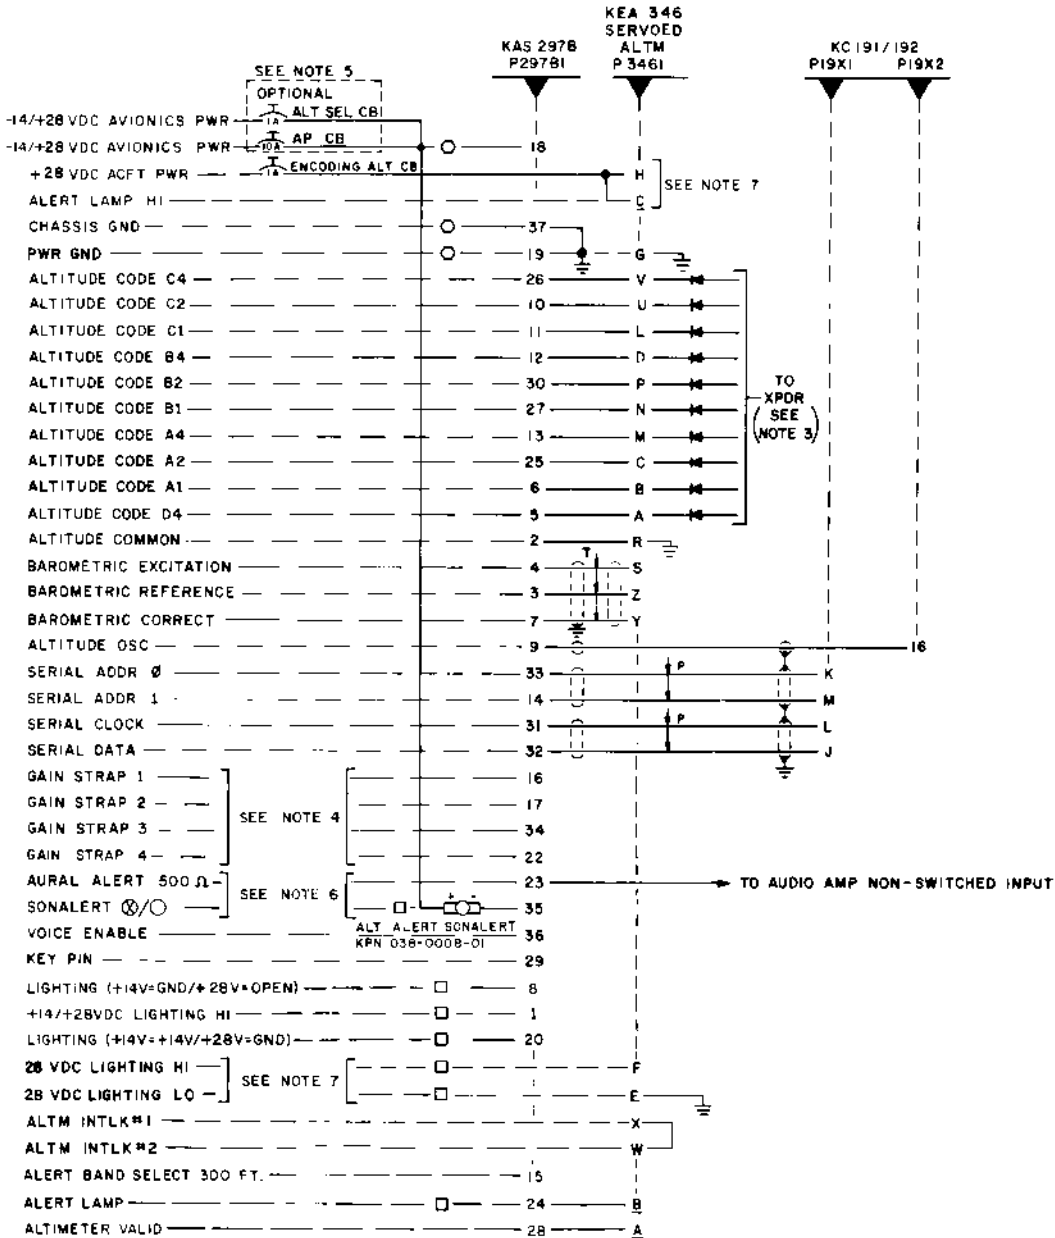 KEA 346
SERVOED
KAS 297B ALTM KC 191/192
P297B1 P 3461 P19X1 P19X2
SEE NOTE 5
OPTIONAL
-14/+28 VDC AVIONICS PWR 1A ALT SEL CB
-14/+28 VDC AVIONICS PWR 10A AP CB 18
+28 VDC ACFT PWR 1A ENCODING ALT CB H
SEE NOTE 7
ALERT LAMP HI C
CHASSIS GND 37
PWR GND 19 G
ALTITUDE CODE C4 26 V
ALTITUDE CODE C2 10 U
ALTITUDE CODE C1 11 L
ALTITUDE CODE B4 12 D
ALTITUDE CODE B2 30 P
ALTITUDE CODE B1 27 N
ALTITUDE CODE A4 13 M
ALTITUDE CODE A2 25 C
ALTITUDE CODE A1 6 B
ALTITUDE CODE D4 5 A
TO
XPDR
(SEE
NOTE 3)
ALTITUDE COMMON 2 R
BAROMETRIC EXCITATION 4 T S
BAROMETRIC REFERENCE 3 Z
BAROMETRIC CORRECT 7 Y
ALTITUDE OSC 9 16
SERIAL ADDR Ø 33 P K
SERIAL ADDR 1 14 M
SERIAL CLOCK 31 P L
SERIAL DATA 32 J
GAIN STRAP 1 16
GAIN STRAP 2 17
SEE NOTE 4
GAIN STRAP 3 34
GAIN STRAP 4 22
AURAL ALERT 500 Ω 23 TO AUDIO AMP NON-SWITCHED INPUT
SEE NOTE 6
SONALERT ⊗/○ + - 35
ALT ALERT SONALERT
KPN 038-0008-01
VOICE ENABLE 36
KEY PIN 29
LIGHTING (+14V=GND/+28V=OPEN) 8
+14/+28VDC LIGHTING HI 1
LIGHTING (+14V=+14V/+28V=GND) 20
28 VDC LIGHTING HI F
SEE NOTE 7
28 VDC LIGHTING LO E
ALTM INTLK#1 X
ALTM INTLK#2 W
ALERT BAND SELECT 300 FT. 15
ALERT LAMP 24 B
ALTIMETER VALID 28 A